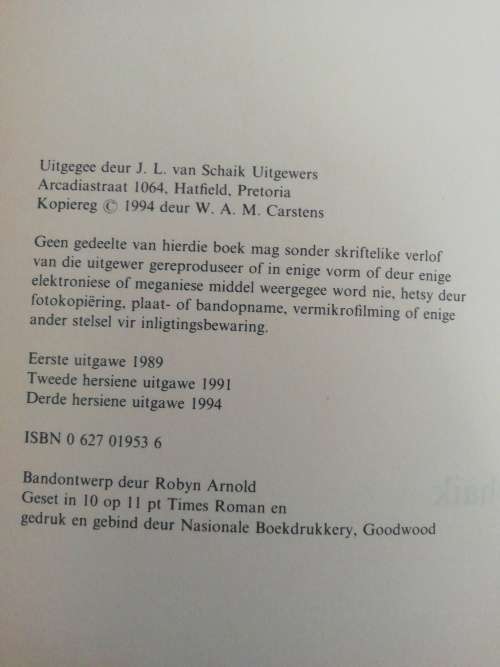 Uitgegee deur J. L. van Schaik Uitgewers
Arcadiastraat 1064, Hatfield, Pretoria
Kopiereg © 1994 deur W. A. M. Carstens
Geen gedeelte van hierdie boek mag sonder skriftelike verlof
van die uitgewer gereproduseer of in enige vorm of deur enige
elektroniese of meganiese middel weergegee word nie, hetsy deur
fotokopiëring, plaat- of bandopname, vermikrofilming of enige
ander stelsel vir inligtingsbewaring.
Eerste uitgawe 1989
Tweede hersiene uitgawe 1991
Derde hersiene uitgawe 1994
ISBN 0 627 01953 6
Bandontwerp deur Robyn Arnold
Geset in 10 op 11 pt Times Roman en
gedruk en gebind deur Nasionale Boekdrukkery, Goodwood